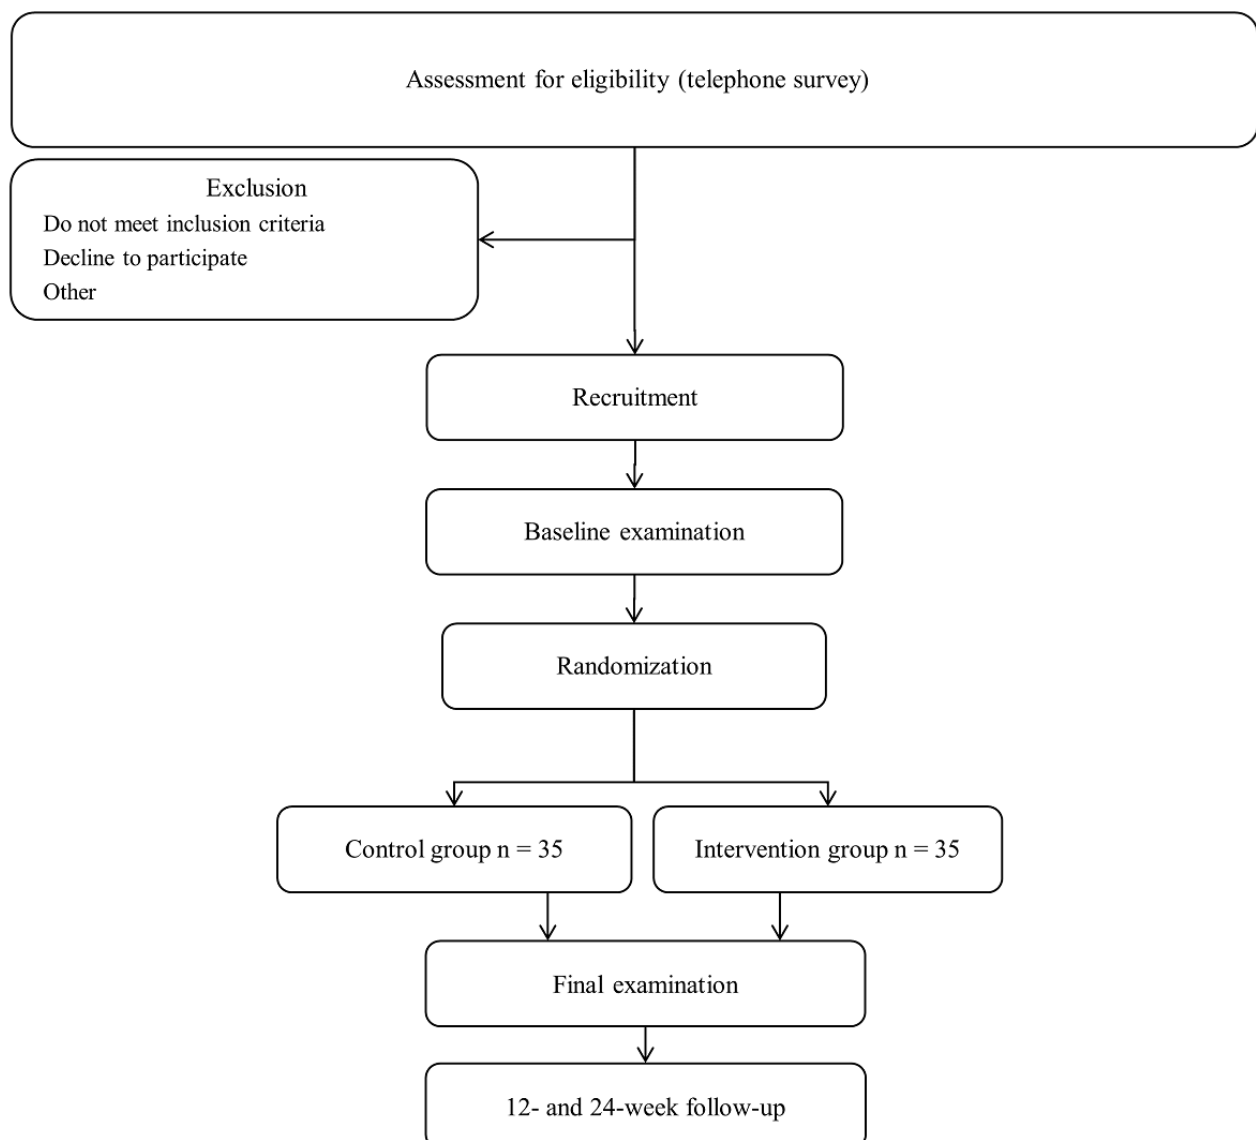 Assessment for eligibility (telephone survey)
Exclusion
Do not meet inclusion criteria
Decline to participate
Other
Recruitment
Baseline examination
Randomization
Control group n = 35
Intervention group n = 35
Final examination
12- and 24-week follow-up